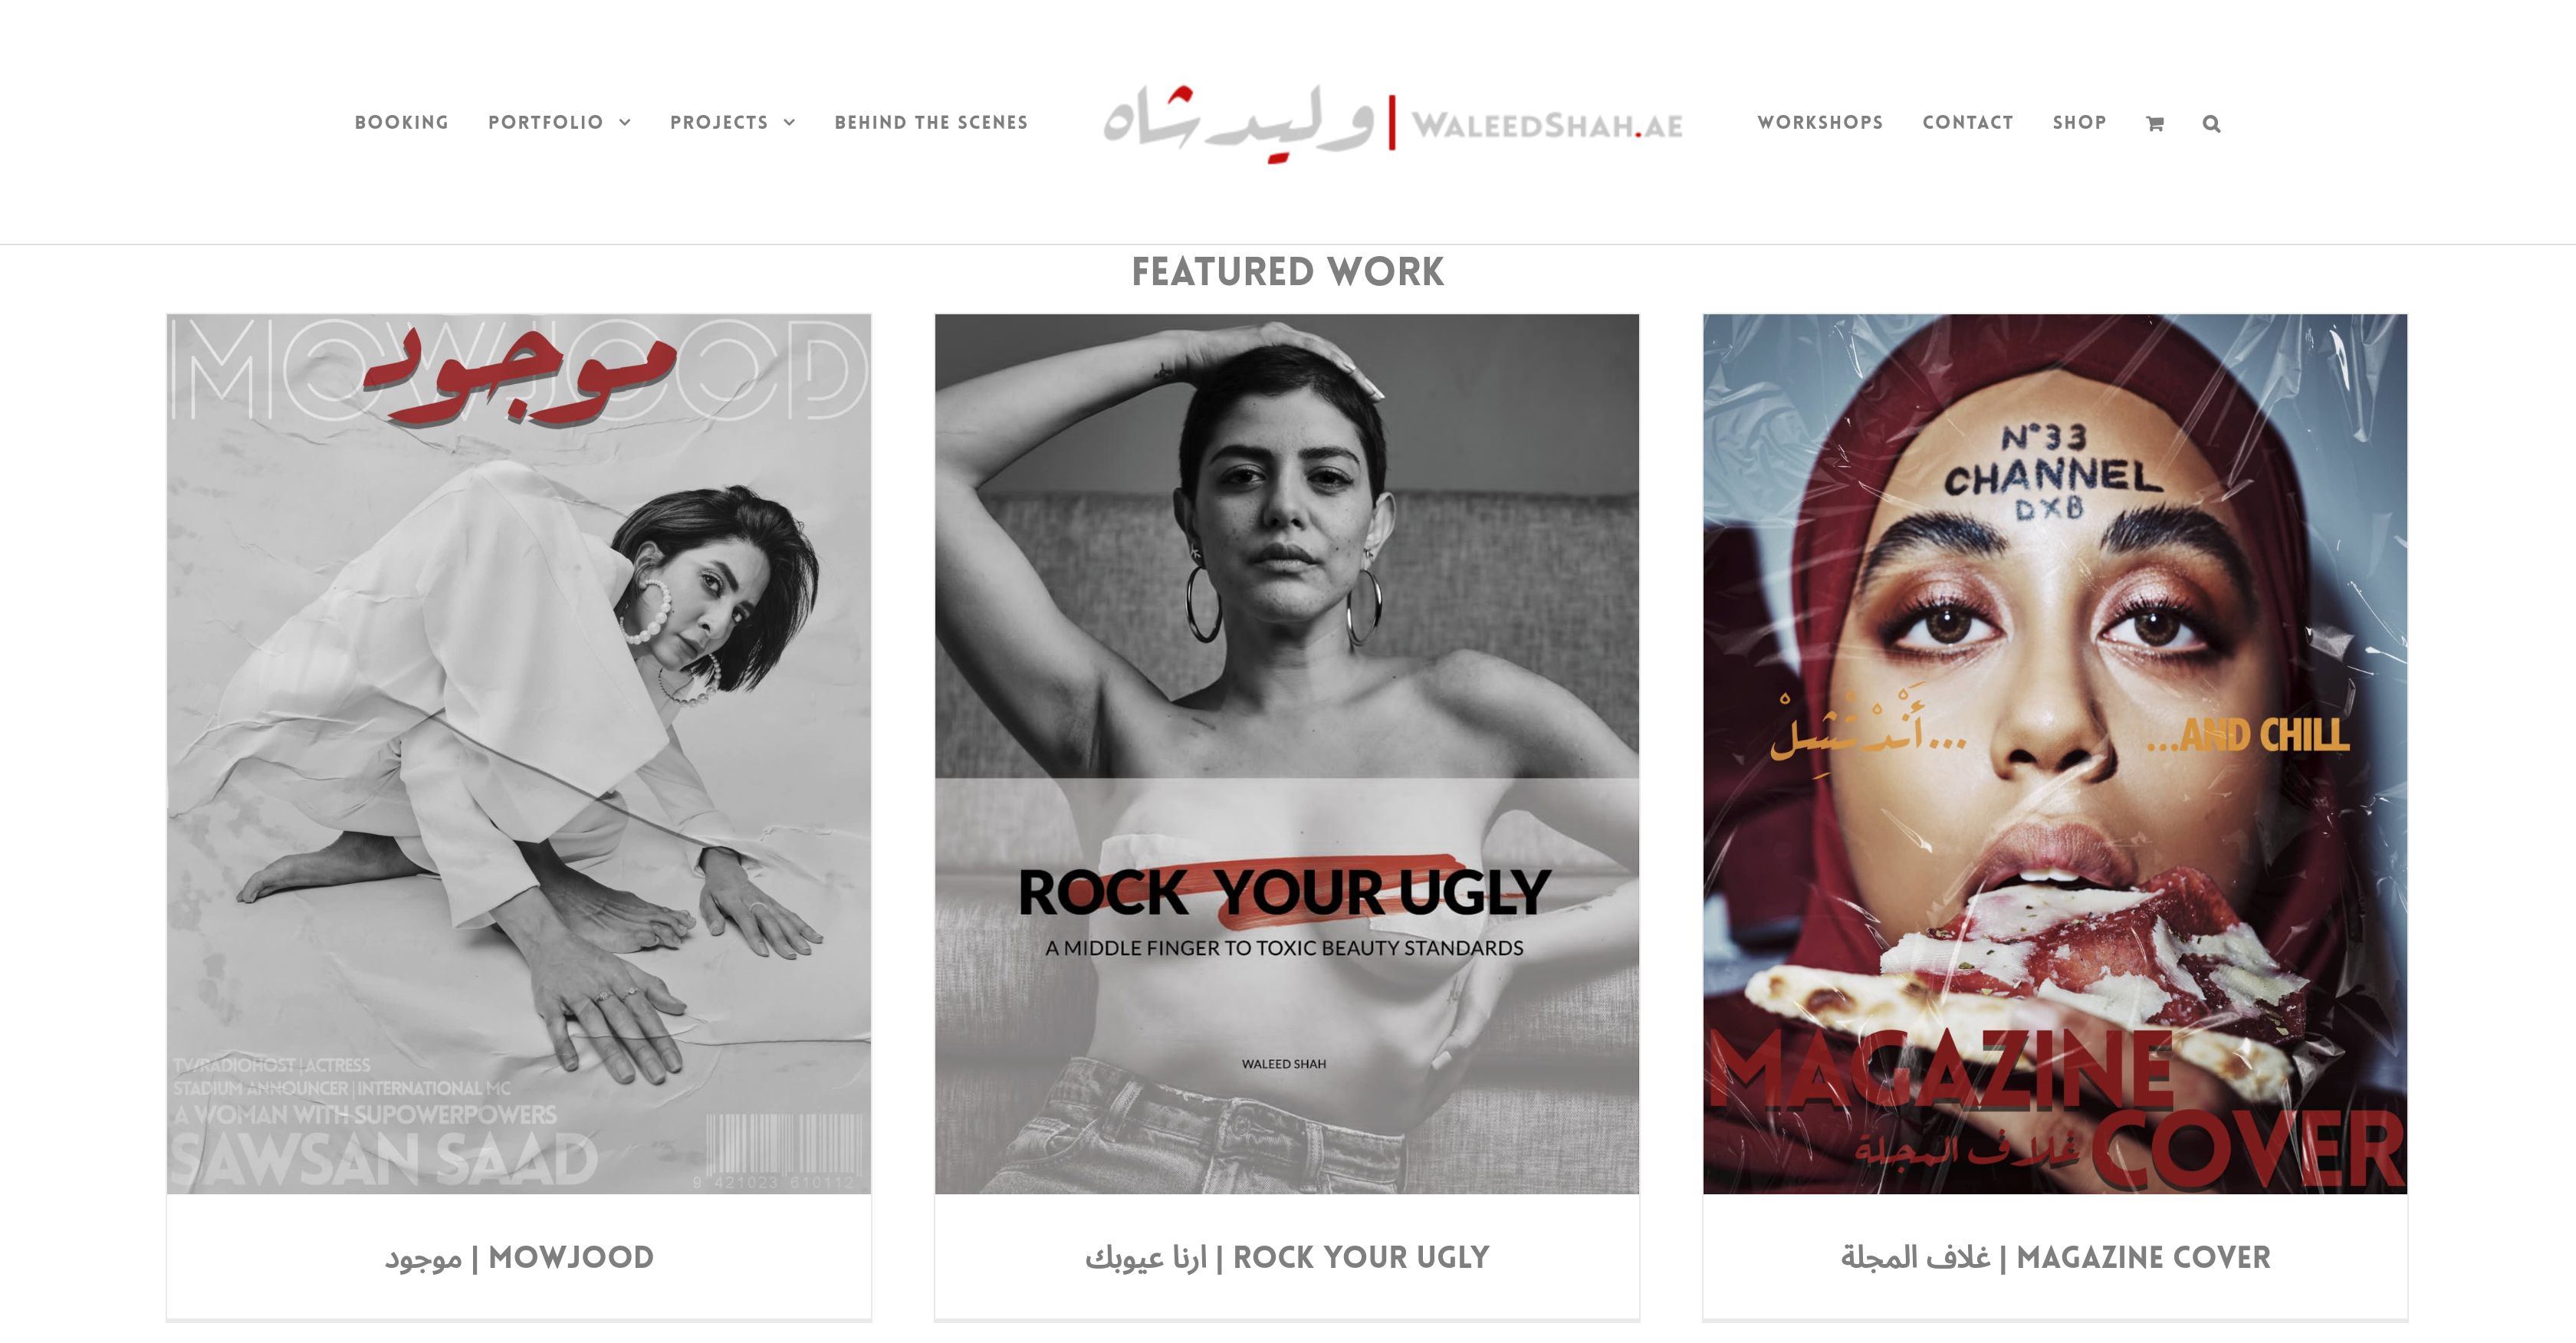 BOOKING
PORTFOLIO
PROJECTS
BEHIND THE SCENES
وليد شاه | WALEEDSHAH.AE
WORKSHOPS
CONTACT
SHOP
FEATURED WORK
MOWJOOD
موجود
TV/RADIOHOST | ACTRESS
STADIUM ANNOUNCER | INTERNATIONAL MC
A WOMAN WITH SUPOWERPOWERS
SAWSAN SAAD
9 421023 610112
موجود | MOWJOOD
ROCK YOUR UGLY
A MIDDLE FINGER TO TOXIC BEAUTY STANDARDS
WALEED SHAH
ارنا عيوبك | ROCK YOUR UGLY
N°33
CHANNEL
DXB
...أَنْدْتْشِلْ
...AND CHILL
MAGAZINE
غلاف المجلة COVER
غلاف المجلة | MAGAZINE COVER